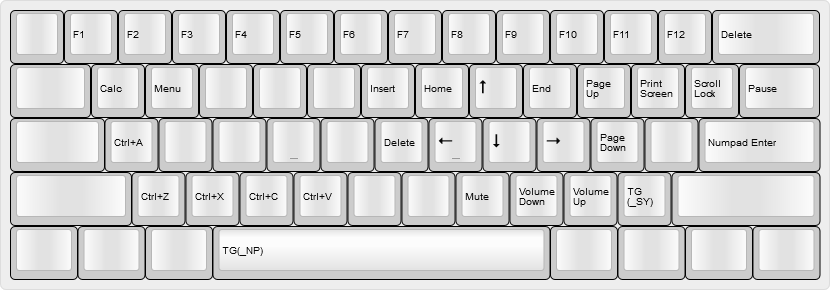 F1 F2 F3 F4 F5 F6 F7 F8 F9 F10 F11 F12 Delete
Calc Menu Insert Home ↑ End Page Up Print Screen Scroll Lock Pause
Ctrl+A _ Delete ← _ ↓ → Page Down Numpad Enter
Ctrl+Z Ctrl+X Ctrl+C Ctrl+V Mute Volume Down Volume Up TG (_SY)
TG(_NP)